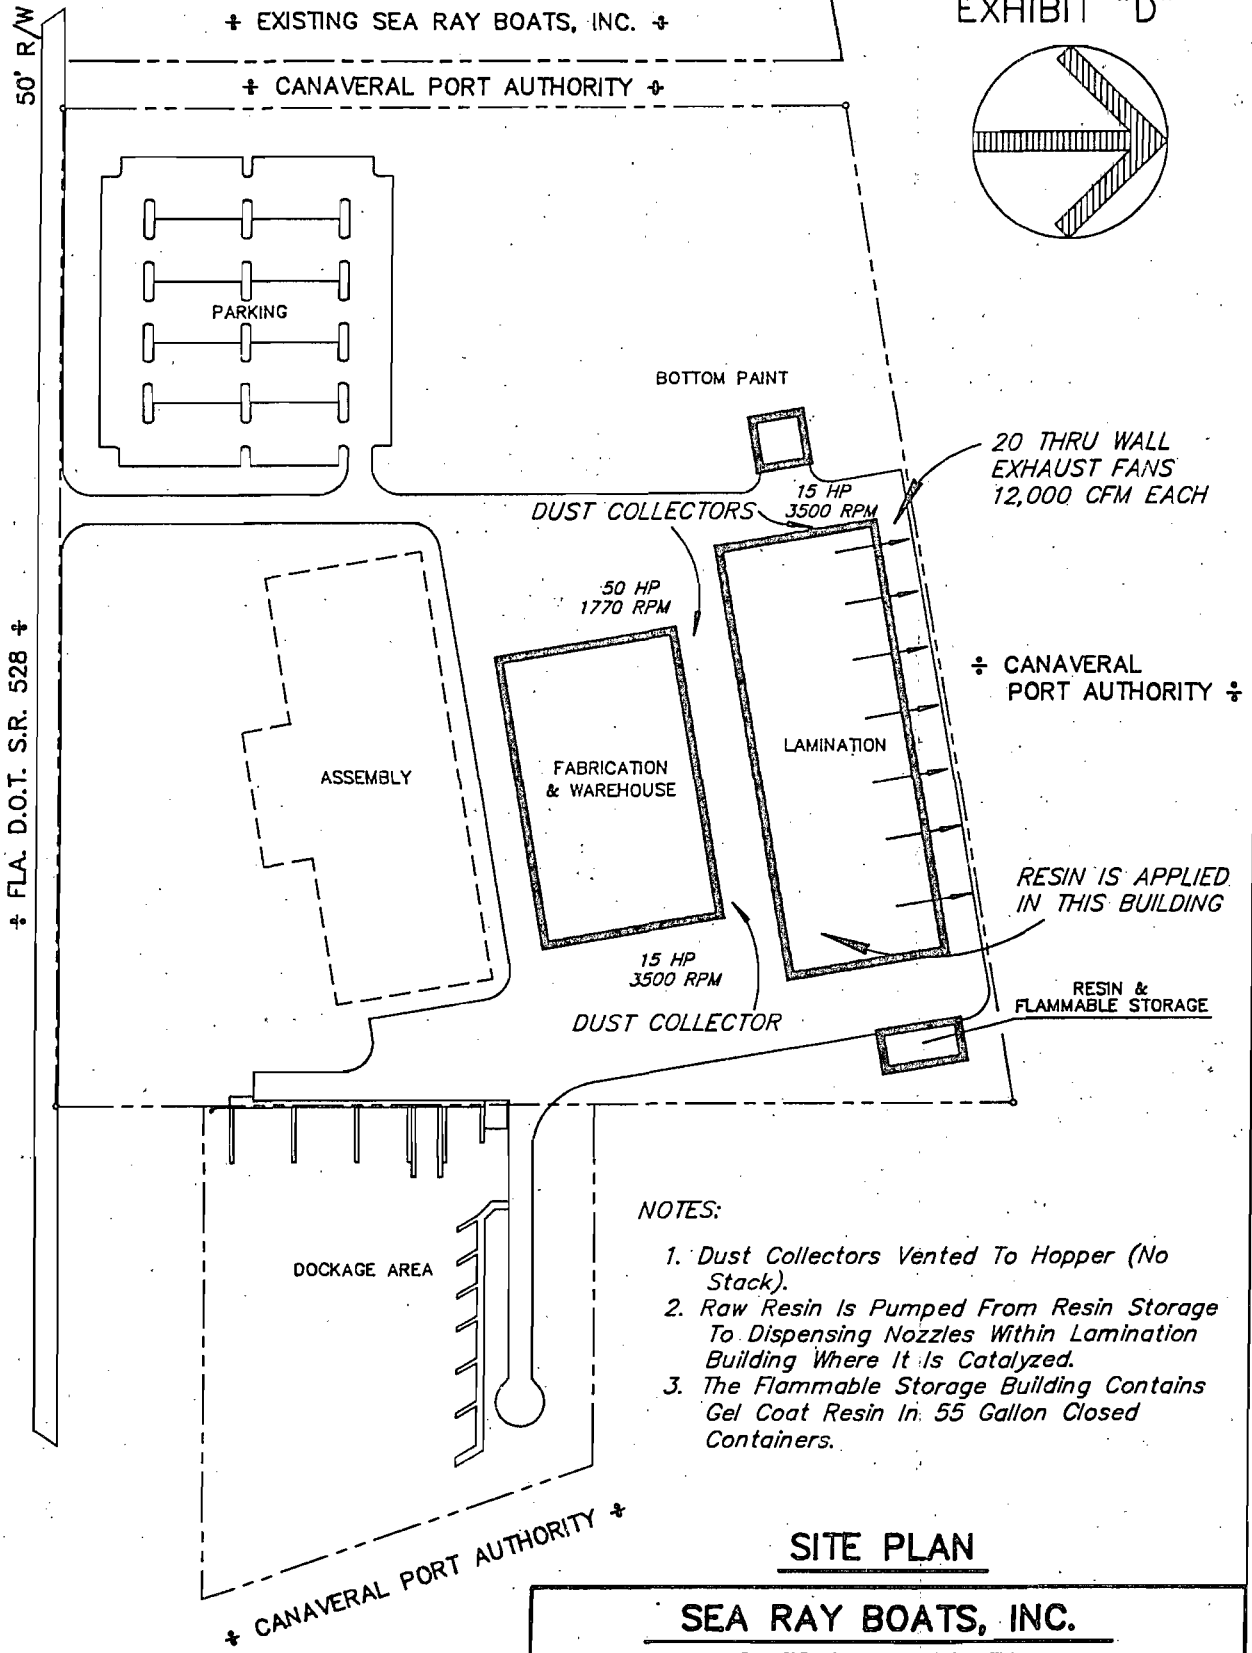 EXHIBIT "D"
÷ EXISTING SEA RAY BOATS, INC. ÷
50' R/W
÷ CANAVERAL PORT AUTHORITY ÷
PARKING
BOTTOM PAINT
20 THRU WALL
EXHAUST FANS
12,000 CFM EACH
15 HP
3500 RPM
DUST COLLECTORS
50 HP
1770 RPM
÷ FLA. D.O.T. S.R. 528 ÷
÷ CANAVERAL
PORT AUTHORITY ÷
LAMINATION
ASSEMBLY
FABRICATION
& WAREHOUSE
RESIN IS APPLIED
IN THIS BUILDING
15 HP
3500 RPM
DUST COLLECTOR
RESIN &
FLAMMABLE STORAGE
DOCKAGE AREA
NOTES:
1. Dust Collectors Vented To Hopper (No
Stack).
2. Raw Resin Is Pumped From Resin Storage
To Dispensing Nozzles Within Lamination
Building Where It Is Catalyzed.
3. The Flammable Storage Building Contains
Gel Coat Resin In 55 Gallon Closed
Containers.
÷ CANAVERAL PORT AUTHORITY ÷
SITE PLAN
SEA RAY BOATS, INC.